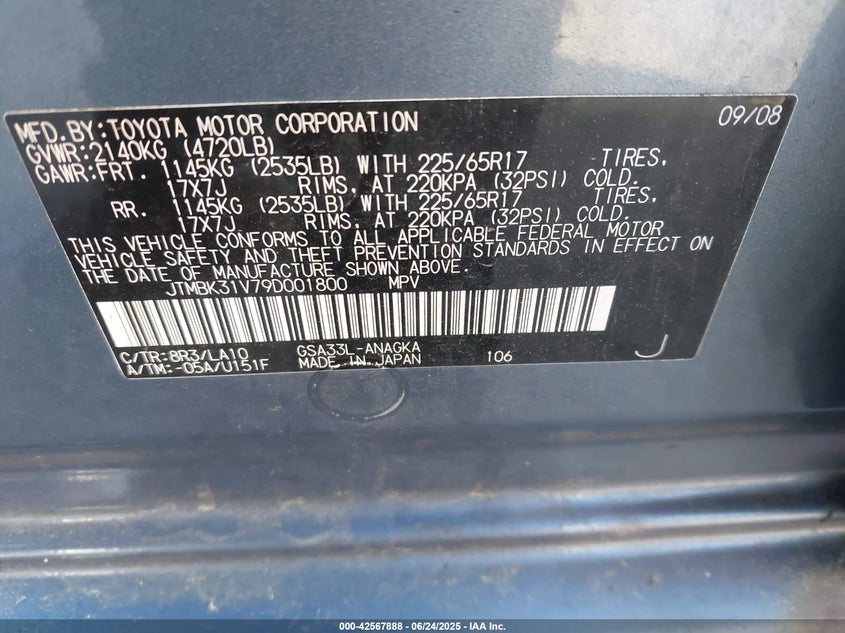 MFD.BY:TOYOTA MOTOR CORPORATION 09/08
GVWR:2140KG (4720LB)
GAWR:FRT. 1145KG (2535LB) WITH 225/65R17 TIRES,
17X7J RIMS, AT 220KPA (32PSI) COLD.
RR. 1145KG (2535LB) WITH 225/65R17 TIRES,
17X7J RIMS, AT 220KPA (32PSI) COLD.
THIS VEHICLE CONFORMS TO ALL APPLICABLE FEDERAL MOTOR
VEHICLE SAFETY AND THEFT PREVENTION STANDARDS IN EFFECT ON
THE DATE OF MANUFACTURE SHOWN ABOVE.
JTMBK31V79D001800 MPV
C/TR:8R3/LA10 GSA33L-ANAGKA
A/TM:-05A/U151F MADE IN JAPAN 106 J
000-42567888 - 06/24/2025 - IAA Inc.